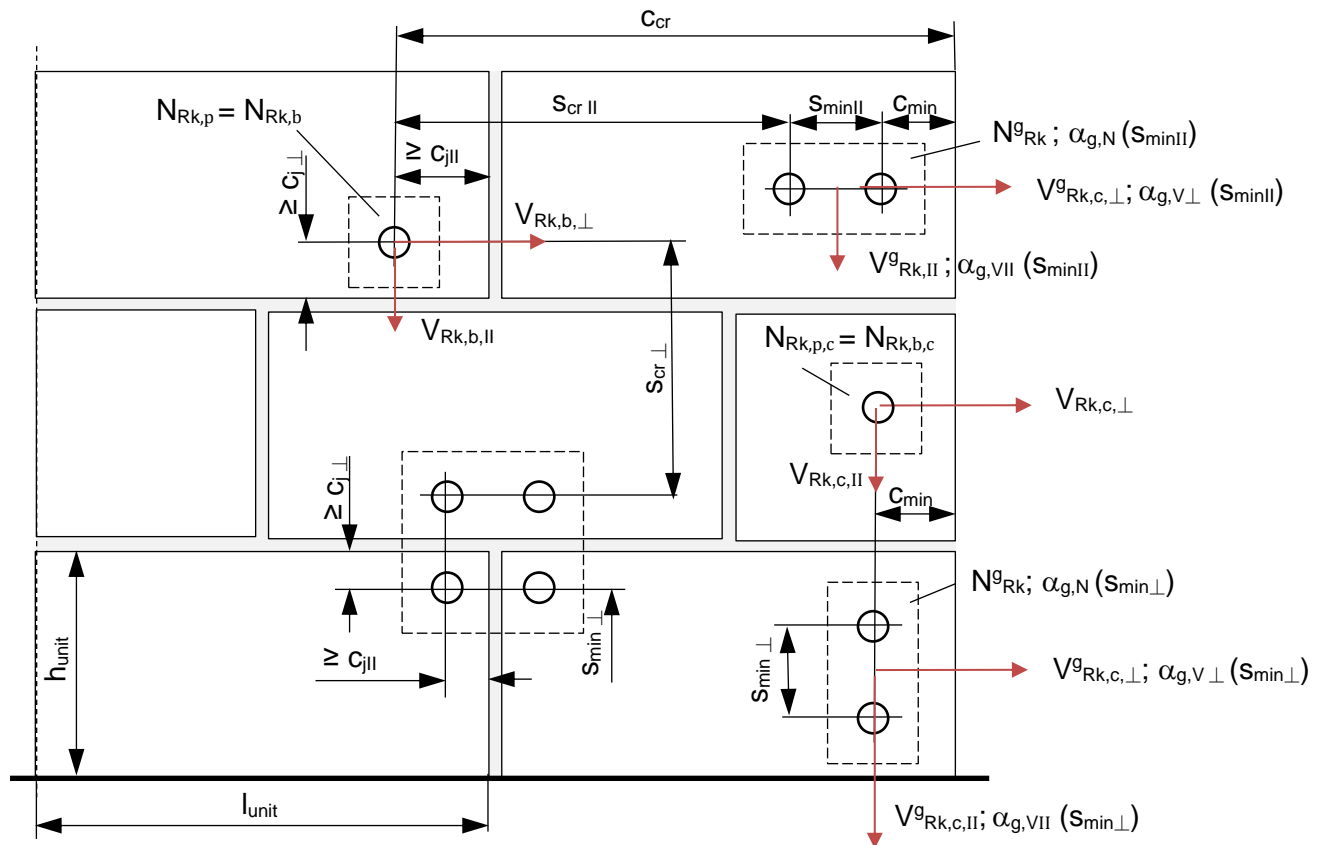 c_cr
s_cr II
s_minII
c_min
N_Rk,p = N_Rk,b
≥ c_jII
≥ c_j⊥
N^g_Rk ; α_g,N (s_minII)
V^g_Rk,c,⊥; α_g,V⊥ (s_minII)
V_Rk,b,⊥
V^g_Rk,II ; α_g,VII (s_minII)
V_Rk,b,II
s_cr⊥
N_Rk,p,c = N_Rk,b,c
V_Rk,c,⊥
V_Rk,c,II
c_min
≥ c_j⊥
N^g_Rk; α_g,N (s_min⊥)
h_unit
≥ c_jII
s_min⊥
s_min⊥
V^g_Rk,c,⊥; α_g,V⊥ (s_min⊥)
l_unit
V^g_Rk,c,II; α_g,VII (s_min⊥)